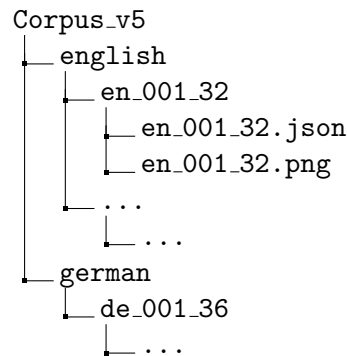 Corpus_v5
english
en_001_32
en_001_32.json
en_001_32.png
...
...
german
de_001_36
...